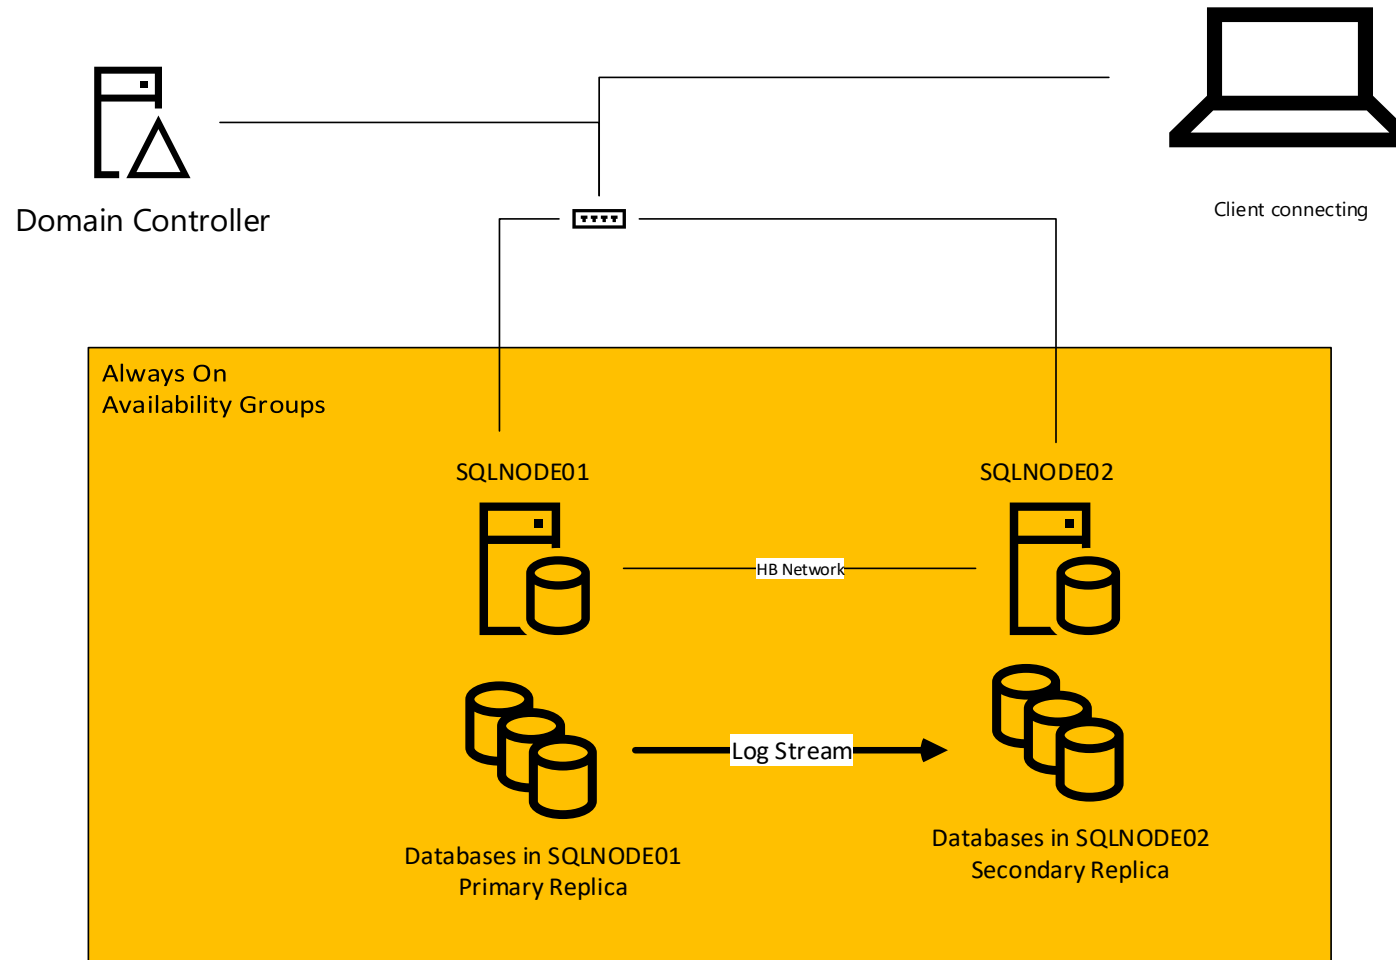 Domain Controller
Client connecting
Always On
Availability Groups
SQLNODE01
SQLNODE02
HB Network
Log Stream
Databases in SQLNODE01
Primary Replica
Databases in SQLNODE02
Secondary Replica